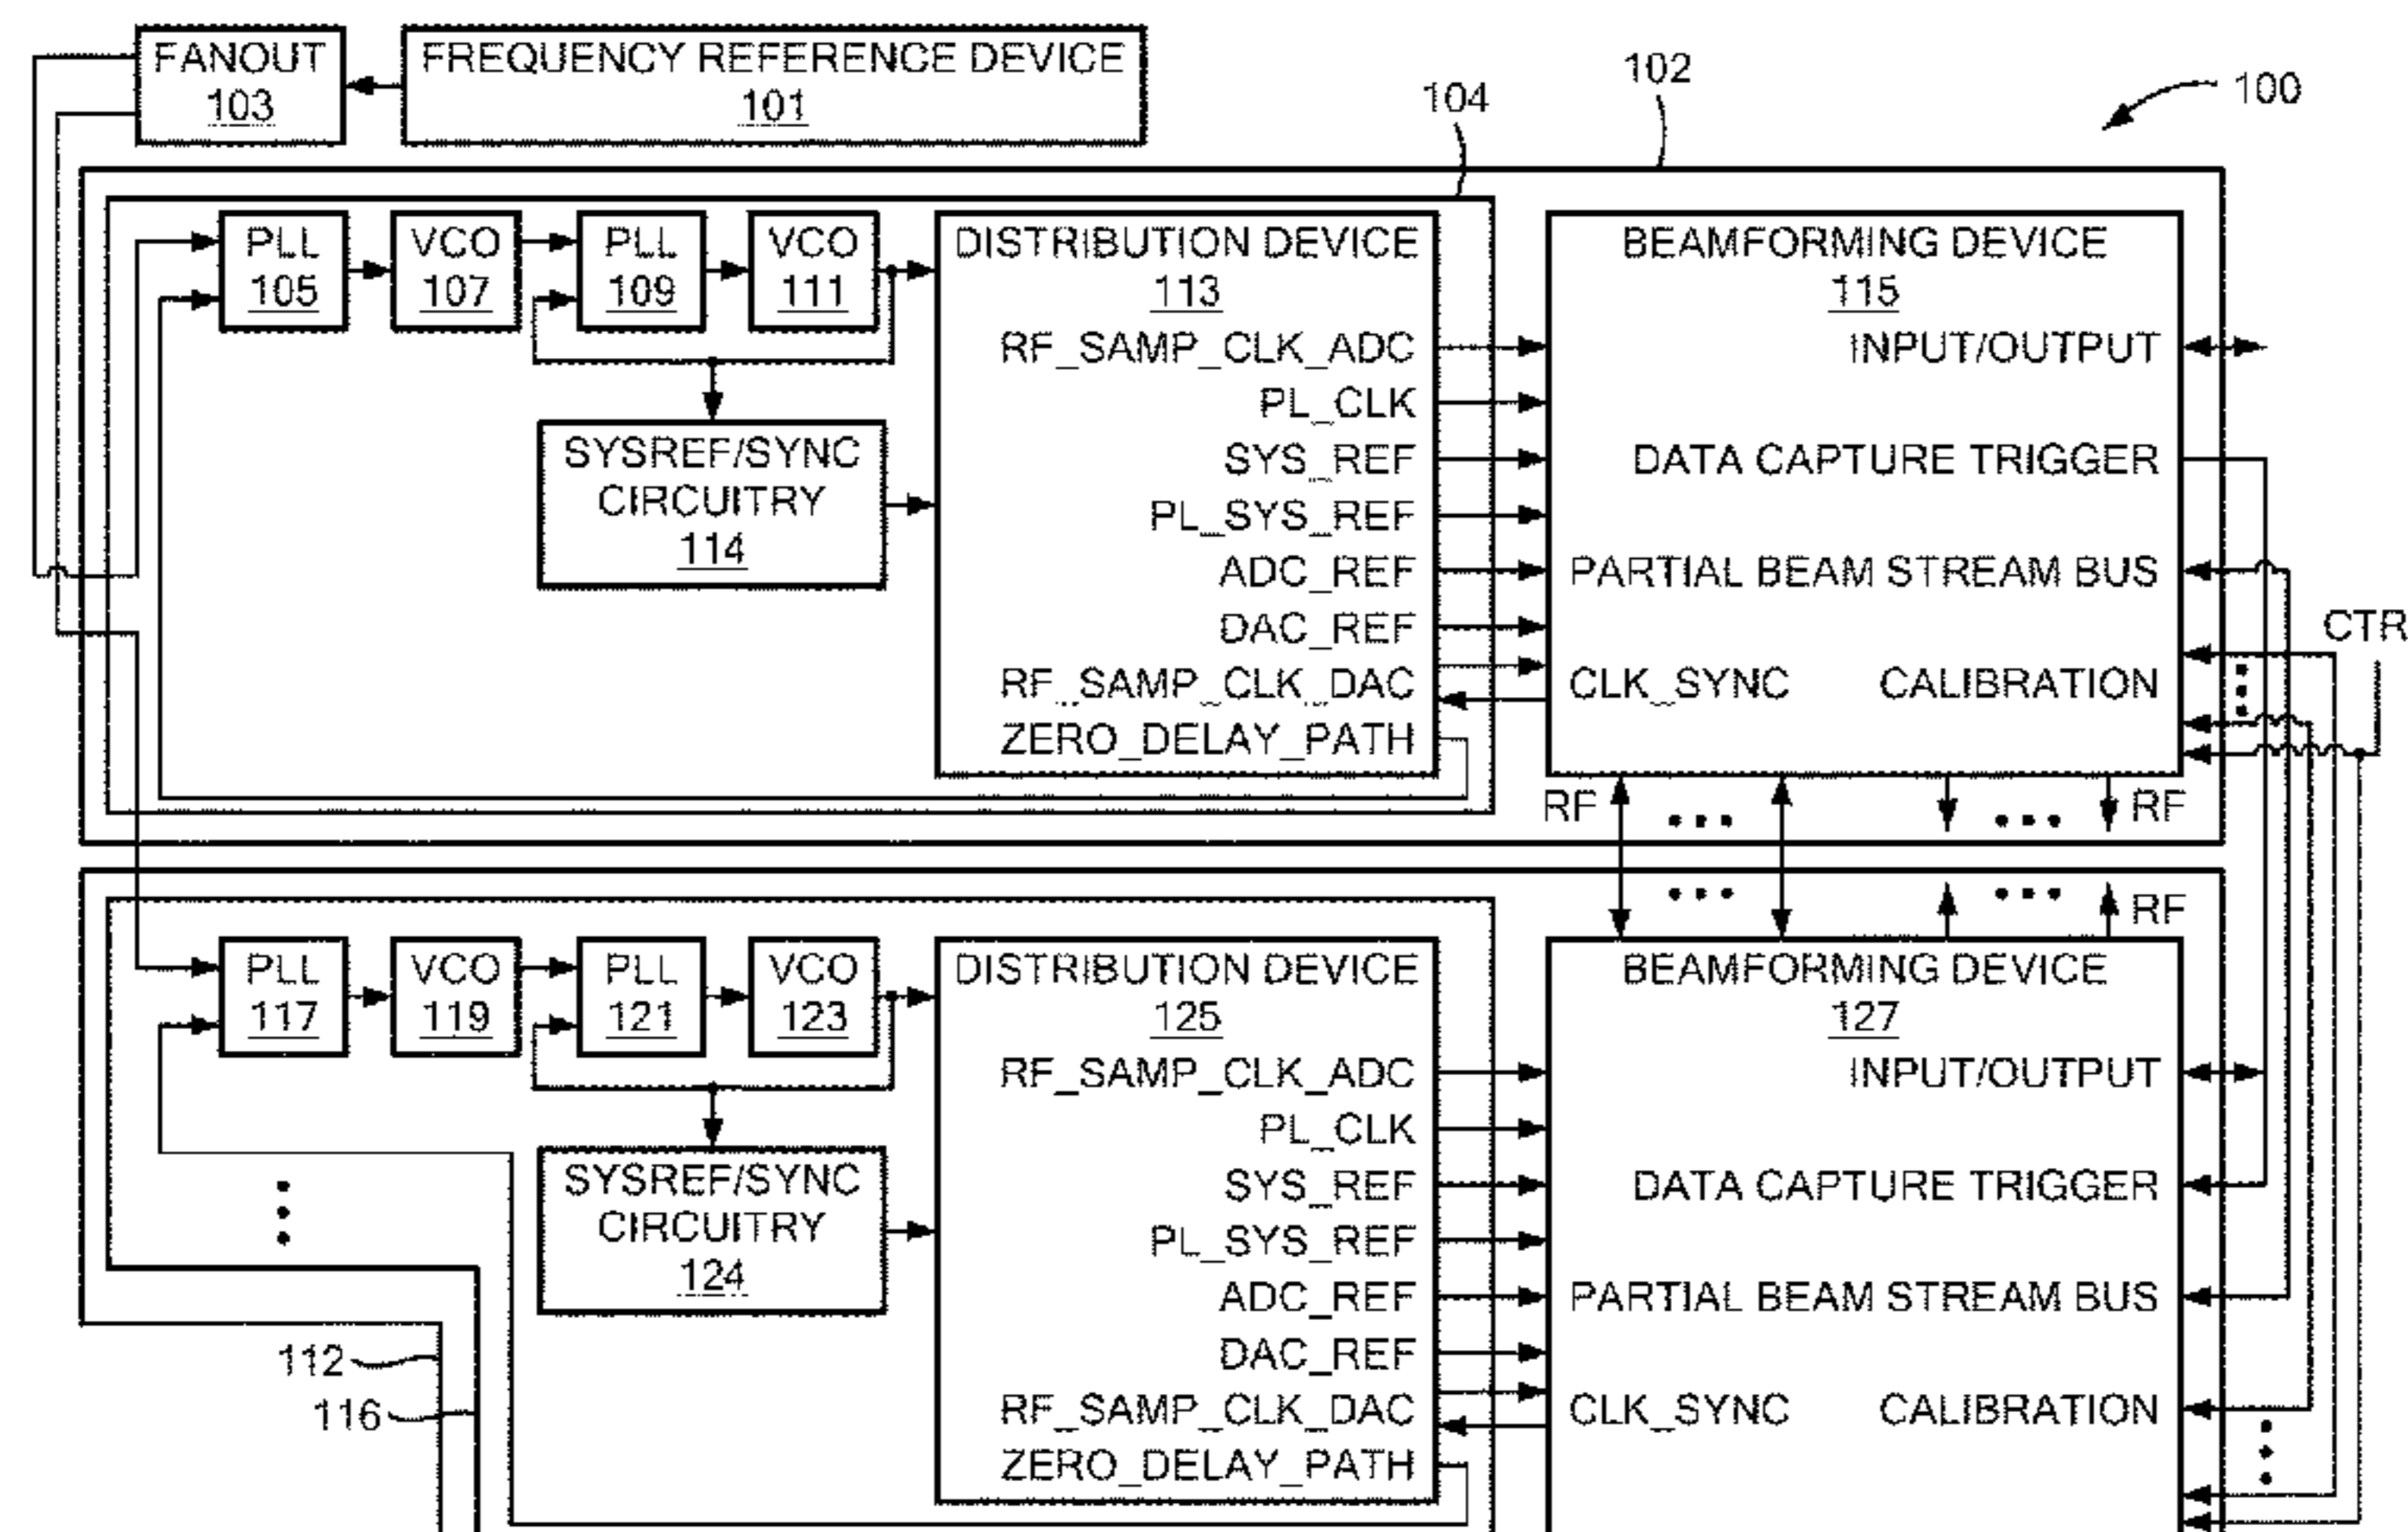 FANOUT
103
FREQUENCY REFERENCE DEVICE
101
104
102
100
PLL
105
VCO
107
PLL
109
VCO
111
DISTRIBUTION DEVICE
113
RF_SAMP_CLK_ADC
PL_CLK
SYS_REF
PL_SYS_REF
ADC_REF
DAC_REF
RF_SAMP_CLK_DAC
ZERO_DELAY_PATH
SYSREF/SYNC
CIRCUITRY
114
BEAMFORMING DEVICE
115
INPUT/OUTPUT
DATA CAPTURE TRIGGER
PARTIAL BEAM STREAM BUS
CLK_SYNC CALIBRATION
CTR
RF
RF
RF
PLL
117
VCO
119
PLL
121
VCO
123
DISTRIBUTION DEVICE
125
RF_SAMP_CLK_ADC
PL_CLK
SYS_REF
PL_SYS_REF
ADC_REF
DAC_REF
RF_SAMP_CLK_DAC
ZERO_DELAY_PATH
SYSREF/SYNC
CIRCUITRY
124
BEAMFORMING DEVICE
127
INPUT/OUTPUT
DATA CAPTURE TRIGGER
PARTIAL BEAM STREAM BUS
CLK_SYNC CALIBRATION
112
116